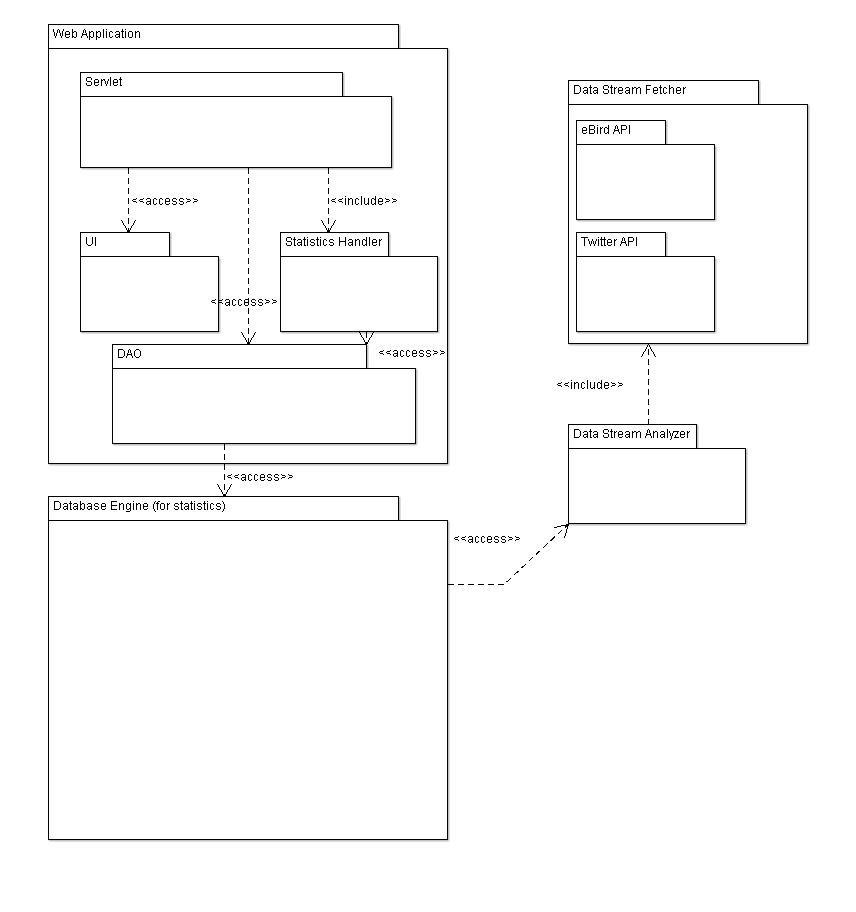 Web Application
Servlet
<<access>>
<<include>>
UI
Statistics Handler
<<access>>
<<access>>
DAO
<<access>>
Database Engine (for statistics)
<<access>>
Data Stream Fetcher
eBird API
Twitter API
<<include>>
Data Stream Analyzer